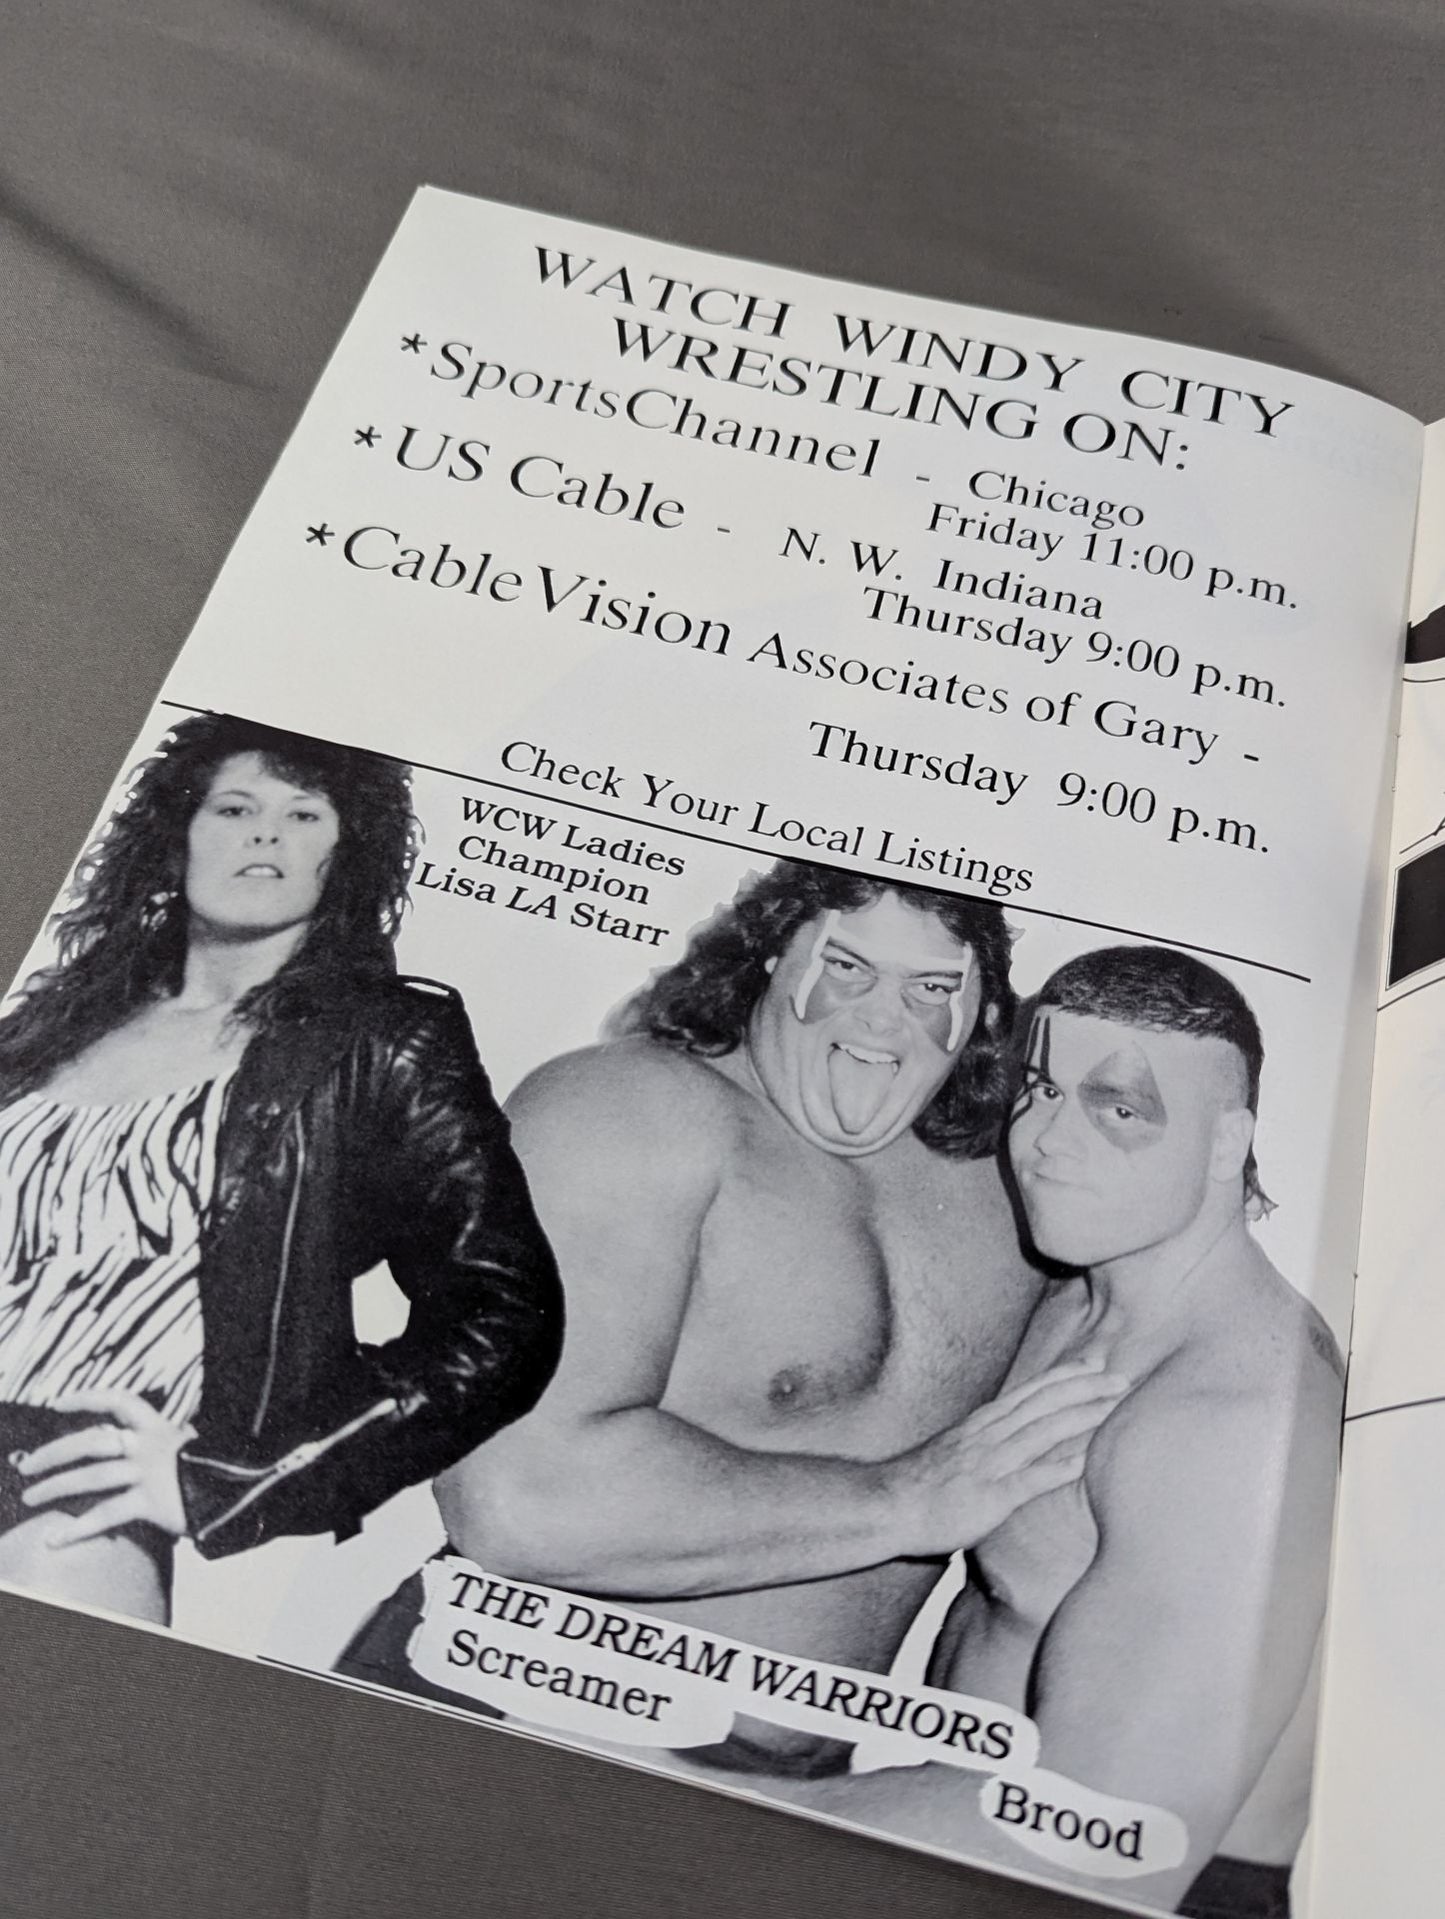 WATCH WINDY CITY
WRESTLING ON:
*SportsChannel - Chicago
Friday 11:00 p.m.
*US Cable - N. W. Indiana
Thursday 9:00 p.m.
*CableVision Associates of Gary -
Thursday 9:00 p.m.
Check Your Local Listings
WCW Ladies
Champion
Lisa LA Starr
THE DREAM WARRIORS
Screamer
Brood